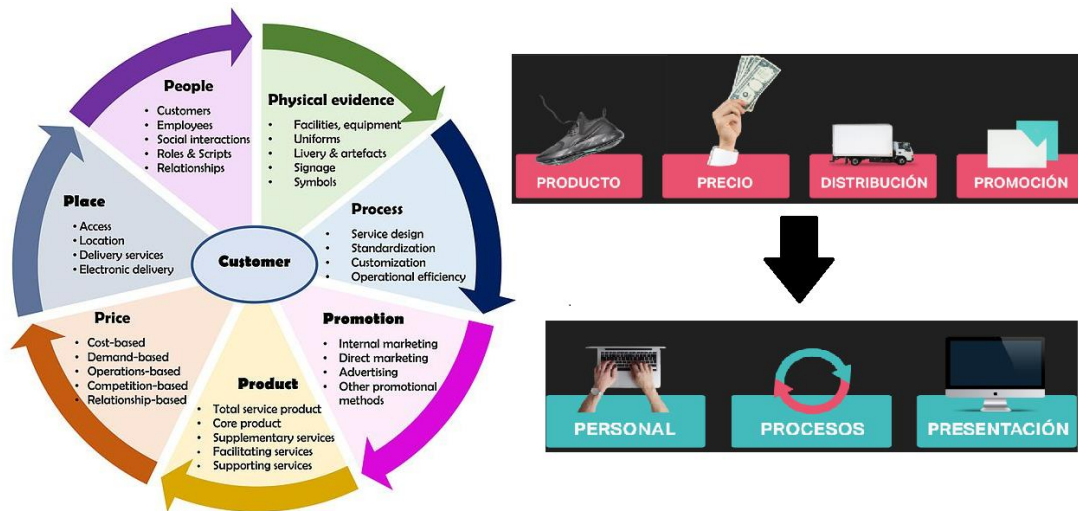 People
• Customers
• Employees
• Social interactions
• Roles & Scripts
• Relationships
Physical evidence
• Facilities, equipment
• Uniforms
• Livery & artefacts
• Signage
• Symbols
Process
• Service design
• Standardization
• Customization
• Operational efficiency
Promotion
• Internal marketing
• Direct marketing
• Advertising
• Other promotional
methods
Product
• Total service product
• Core product
• Supplementary services
• Facilitating services
• Supporting services
Price
• Cost-based
• Demand-based
• Operations-based
• Competition-based
• Relationship-based
Place
• Access
• Location
• Delivery services
• Electronic delivery
Customer
PRODUCTO
PRECIO
DISTRIBUCIÓN
PROMOCIÓN
PERSONAL
PROCESOS
PRESENTACIÓN